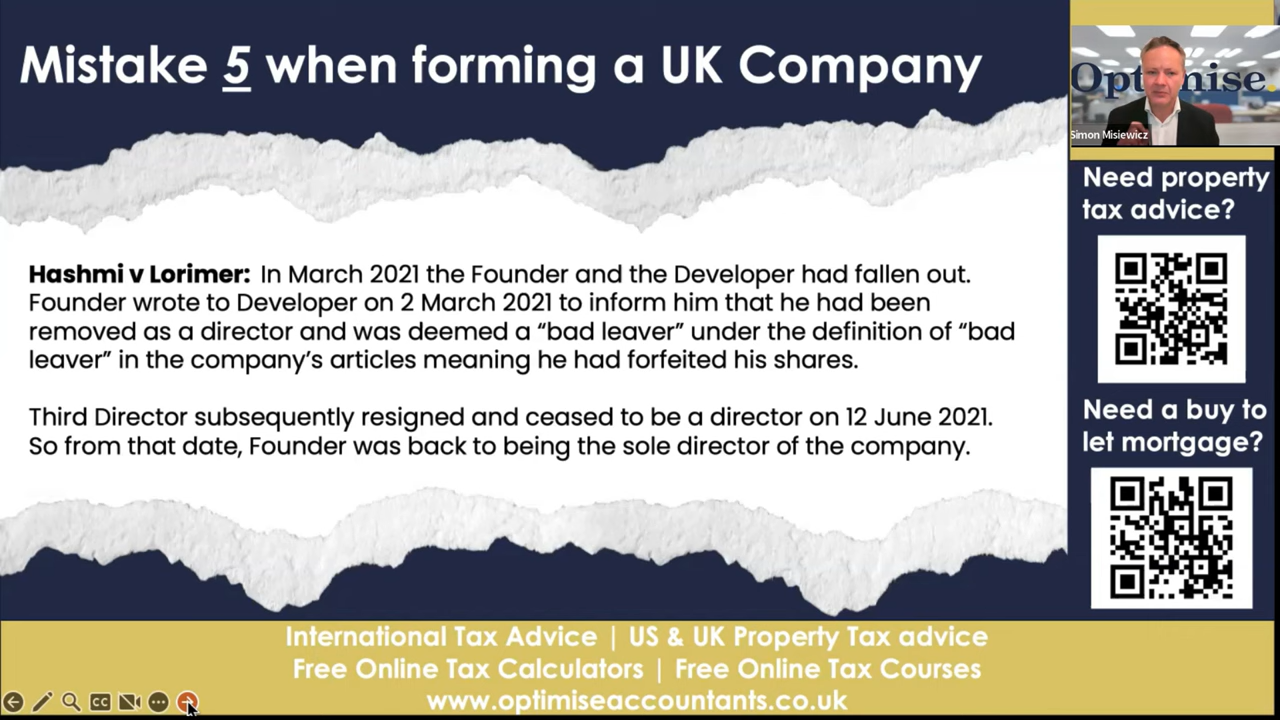 Mistake 5 when forming a UK Company
Optimise.
Simon Misiewicz
Need property
tax advice?
Hashmi v Lorimer: In March 2021 the Founder and the Developer had fallen out.
Founder wrote to Developer on 2 March 2021 to inform him that he had been
removed as a director and was deemed a “bad leaver” under the definition of “bad
leaver” in the company’s articles meaning he had forfeited his shares.
Third Director subsequently resigned and ceased to be a director on 12 June 2021.
So from that date, Founder was back to being the sole director of the company.
Need a buy to
let mortgage?
International Tax Advice | US & UK Property Tax advice
Free Online Tax Calculators | Free Online Tax Courses
www.optimiseaccountants.co.uk
CC